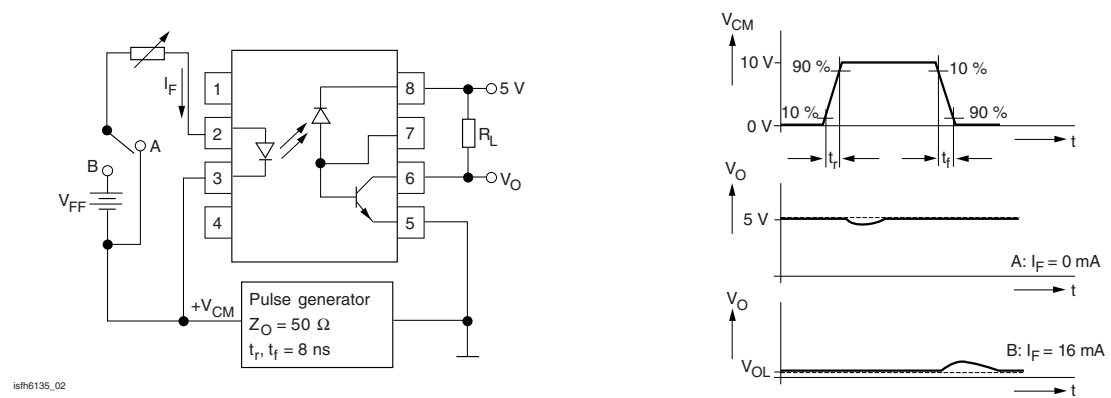 I_F
1
2
3
4
8
7
6
5
5 V
R_L
V_O
A
B
V_FF
+V_CM
Pulse generator
Z_O = 50 Ω
t_r, t_f = 8 ns
isfh6135_02
V_CM
10 V
90 %
10 %
10 %
90 %
0 V
t
t_r
t_f
V_O
5 V
A: I_F = 0 mA
t
V_O
B: I_F = 16 mA
V_OL
t